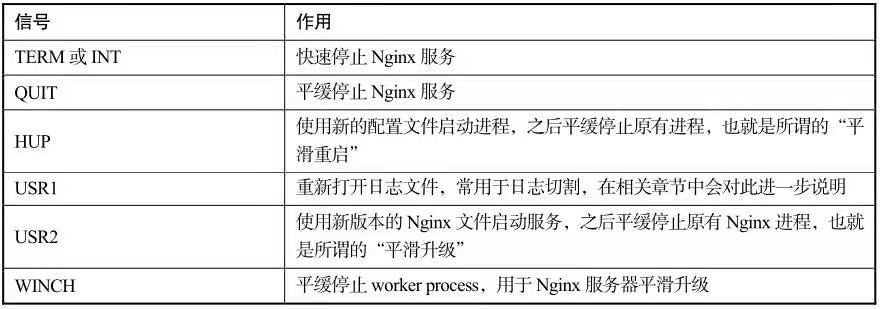 信号 作用
TERM 或 INT 快速停止 Nginx 服务
QUIT 平缓停止 Nginx 服务
HUP 使用新的配置文件启动进程，之后平缓停止原有进程，也就是所谓的“平
滑重启”
USR1 重新打开日志文件，常用于日志切割，在相关章节中会对此进一步说明
USR2 使用新版本的 Nginx 文件启动服务，之后平缓停止原有 Nginx 进程，也就
是所谓的“平滑升级”
WINCH 平缓停止 worker process，用于 Nginx 服务器平滑升级